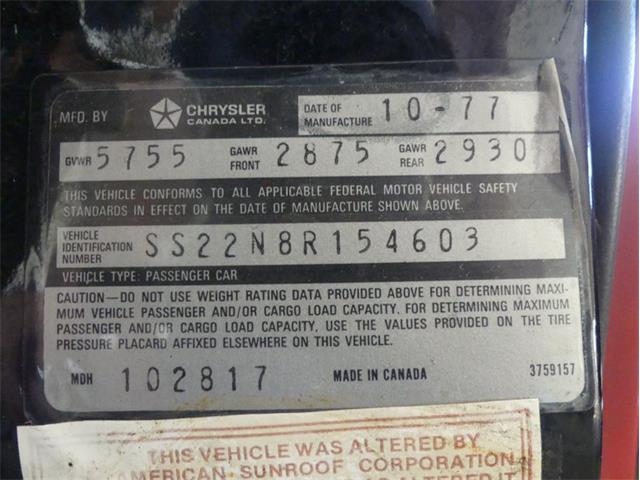 MFD. BY CHRYSLER CANADA LTD. DATE OF MANUFACTURE 10-77
GVWR 5755 GAWR FRONT 2875 GAWR REAR 2930
THIS VEHICLE CONFORMS TO ALL APPLICABLE FEDERAL MOTOR VEHICLE SAFETY
STANDARDS IN EFFECT ON THE DATE OF MANUFACTURE SHOWN ABOVE.
VEHICLE IDENTIFICATION NUMBER SS22N8R154603
VEHICLE TYPE: PASSENGER CAR
CAUTION—DO NOT USE WEIGHT RATING DATA PROVIDED ABOVE FOR DETERMINING MAXI-
MUM VEHICLE PASSENGER AND/OR CARGO LOAD CAPACITY. FOR DETERMINING MAXIMUM
PASSENGER AND/OR CARGO LOAD CAPACITY, USE THE VALUES PROVIDED ON THE TIRE
PRESSURE PLACARD AFFIXED ELSEWHERE ON THIS VEHICLE.
MDH 102817 MADE IN CANADA 3759157
THIS VEHICLE WAS ALTERED BY
AMERICAN SUNROOF CORPORATION
ALTERED IT